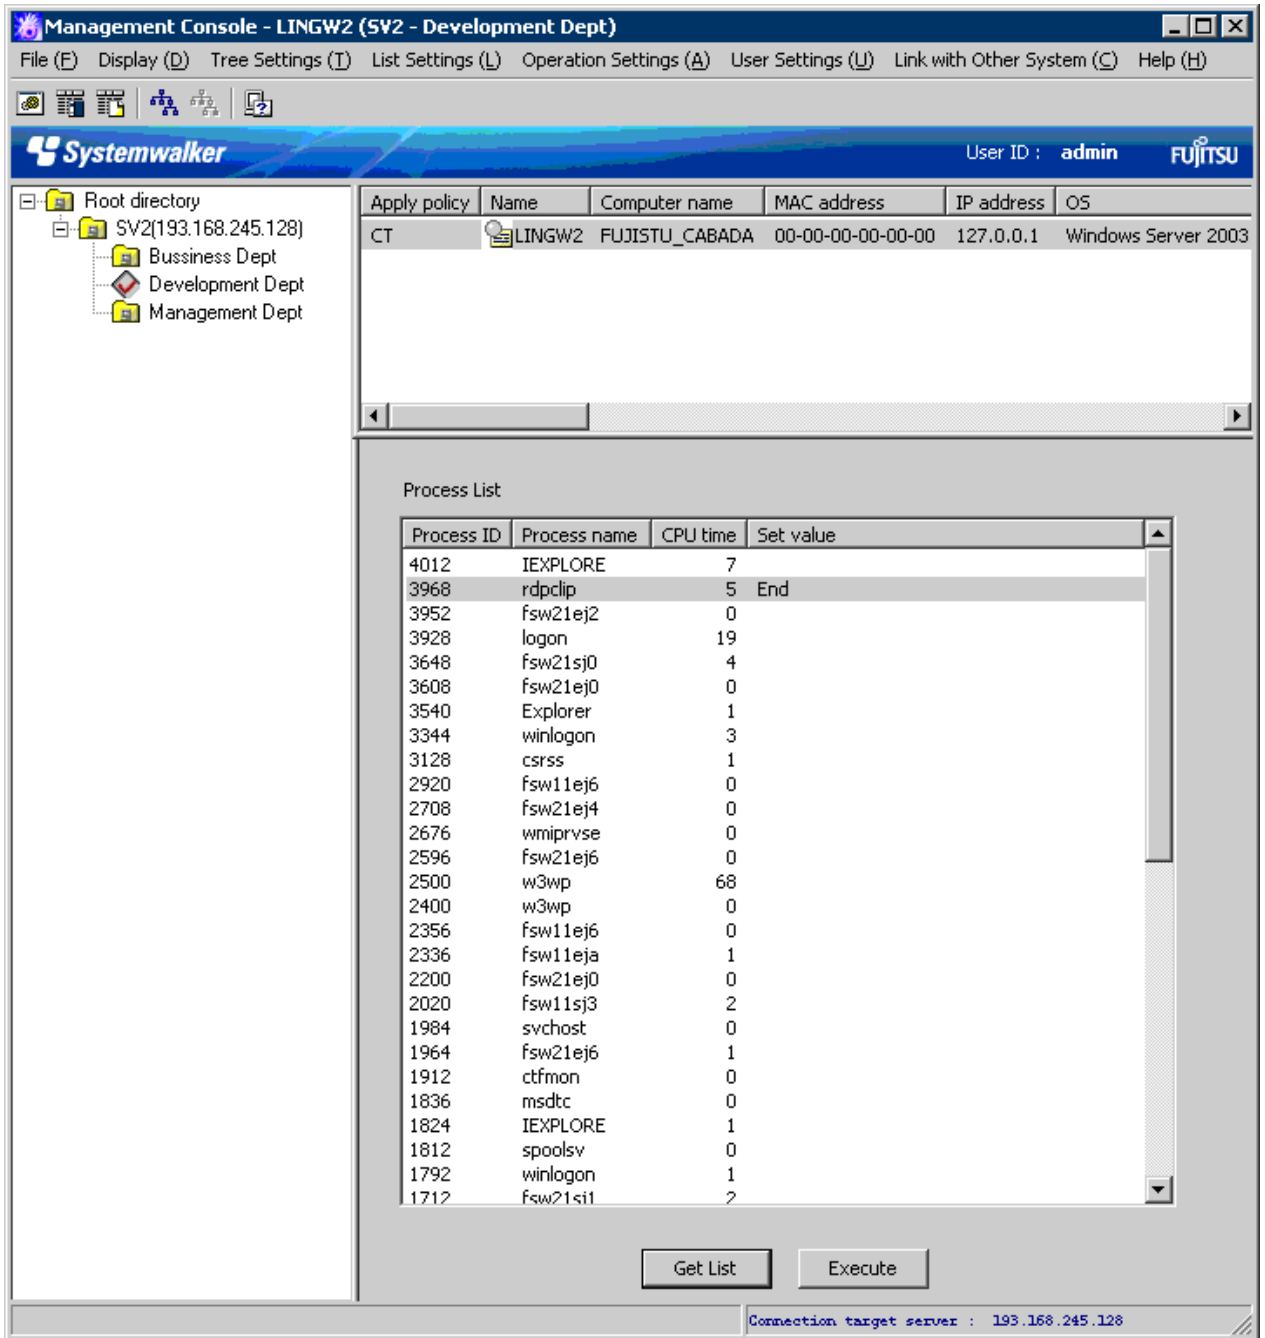 Management Console - LINGW2 (SV2 - Development Dept)
File (F) Display (D) Tree Settings (T) List Settings (L) Operation Settings (A) User Settings (U) Link with Other System (C) Help (H)
Systemwalker User ID : admin FUJITSU
Root directory
SV2(193.168.245.128)
Bussiness Dept
Development Dept
Management Dept
Apply policy Name Computer name MAC address IP address OS
CT LINGW2 FUJISTU_CABADA 00-00-00-00-00-00 127.0.0.1 Windows Server 2003
Process List
Process ID Process name CPU time Set value
4012 IEXPLORE 7
3968 rdpclip 5 End
3952 fsw21ej2 0
3928 logon 19
3648 fsw21sj0 4
3608 fsw21ej0 0
3540 Explorer 1
3344 winlogon 3
3128 csrss 1
2920 fsw11ej6 0
2708 fsw21ej4 0
2676 wmiprvse 0
2596 fsw21ej6 0
2500 w3wp 68
2400 w3wp 0
2356 fsw11ej6 0
2336 fsw11eja 1
2200 fsw21ej0 0
2020 fsw11sj3 2
1984 svchost 0
1964 fsw21ej6 1
1912 ctfmon 0
1836 msdtc 0
1824 IEXPLORE 1
1812 spoolsv 0
1792 winlogon 1
1712 fsw21sj1 2
Get List Execute
Connection target server : 193.168.245.128